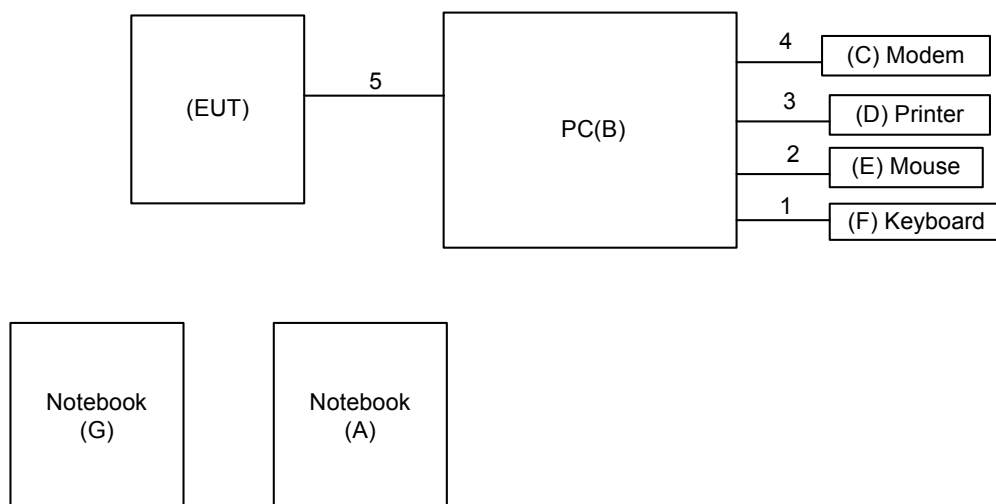 4
(C) Modem
5
3
(D) Printer
(EUT)
PC(B)
2
(E) Mouse
1
(F) Keyboard
Notebook
(G)
Notebook
(A)